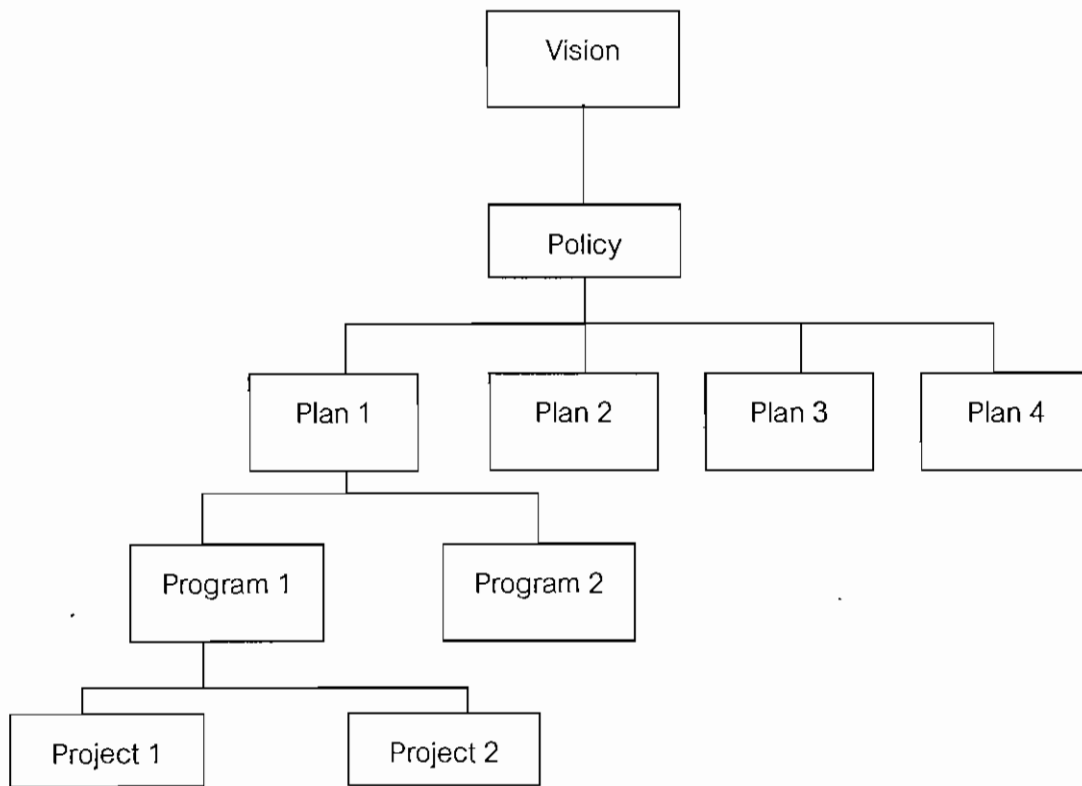 Vision
Policy
Plan 1
Plan 2
Plan 3
Plan 4
Program 1
Program 2
Project 1
Project 2